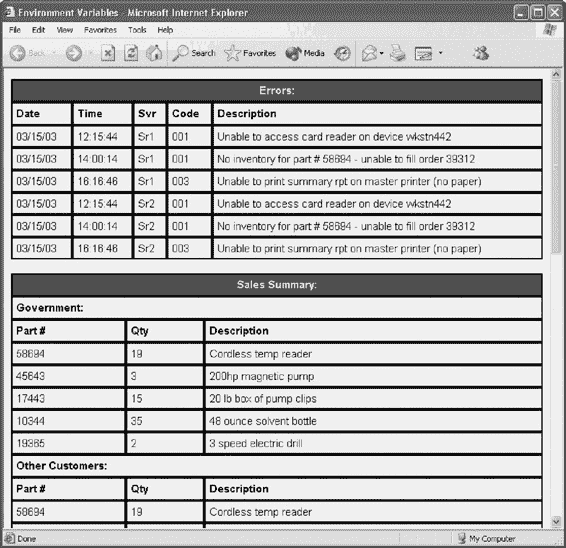 Environment Variables - Microsoft Internet Explorer
File Edit View Favorites Tools Help
Back Search Favorites Media
Errors:
Date Time Svr Code Description
03/15/03 12:15:44 Sr1 001 Unable to access card reader on device wkstn442
03/15/03 14:00:14 Sr1 001 No inventory for part # 58694 - unable to fill order 39312
03/15/03 16:16:46 Sr1 003 Unable to print summary rpt on master printer (no paper)
03/15/03 12:15:44 Sr2 001 Unable to access card reader on device wkstn442
03/15/03 14:00:14 Sr2 001 No inventory for part # 58694 - unable to fill order 39312
03/15/03 16:16:46 Sr2 003 Unable to print summary rpt on master printer (no paper)
Sales Summary:
Government:
Part # Qty Description
58694 19 Cordless temp reader
45643 3 200hp magnetic pump
17443 15 20 lb box of pump clips
10344 35 48 ounce solvent bottle
19365 2 3 speed electric drill
Other Customers:
Part # Qty Description
58694 19 Cordless temp reader
Done My Computer